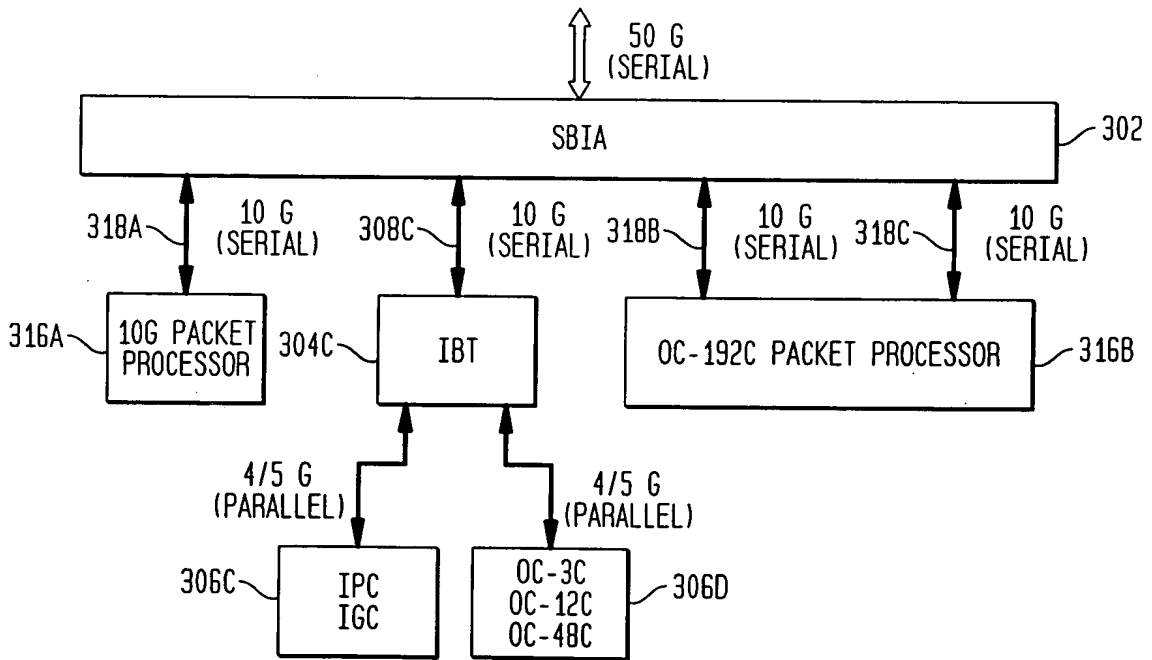 50 G
(SERIAL)
SBIA
302
318A
10 G
(SERIAL)
308C
10 G
(SERIAL)
318B
10 G
(SERIAL)
318C
10 G
(SERIAL)
316A
10G PACKET
PROCESSOR
304C
IBT
OC-192C PACKET PROCESSOR
316B
4/5 G
(PARALLEL)
4/5 G
(PARALLEL)
306C
IPC
IGC
OC-3C
OC-12C
OC-48C
306D